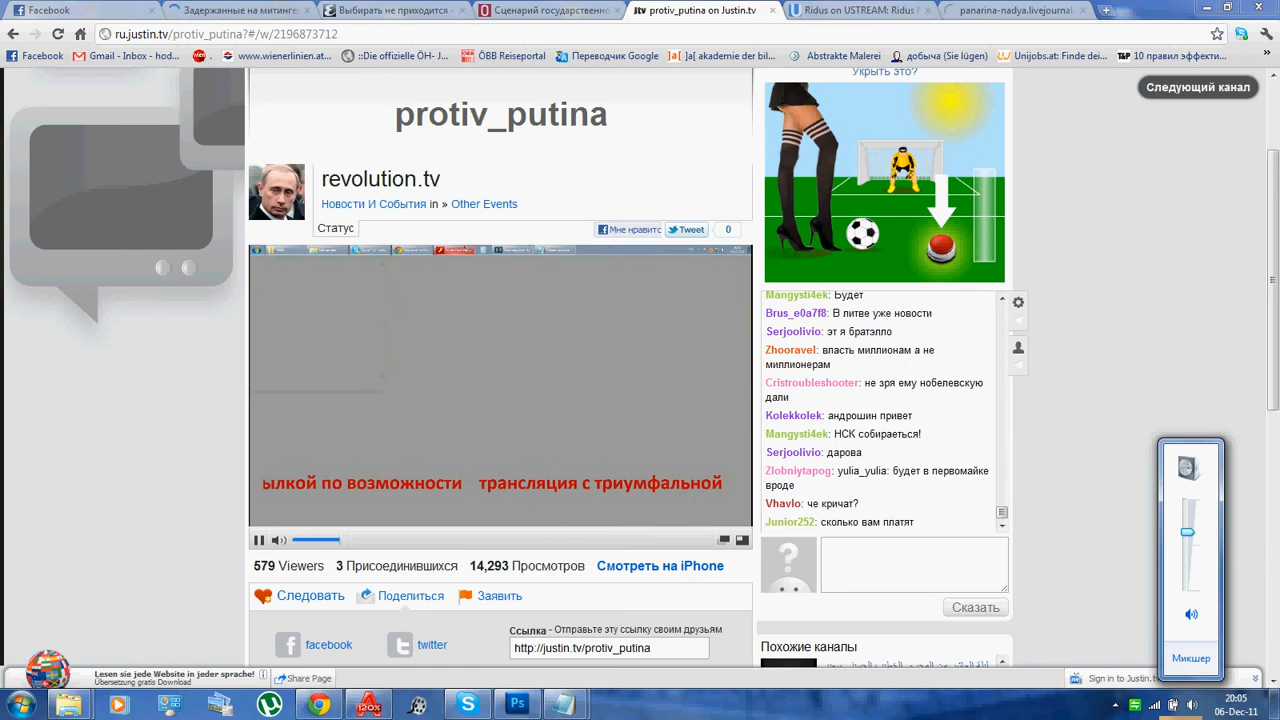 Facebook
Задержанные на митинге
Выбирать не приходится -
Сценарий государственно
protiv_putina on Justin.tv
Ridus on USTREAM: Ridus
panarina-nadya.livejournal.
ru.justin.tv/protiv_putina?#/w/2196873712
Facebook
Gmail - Inbox - hod...
www.wienerlinien.at...
::Die offizielle ÖH- J...
ÖBB Reiseportal
Переводчик Google
]a[ akademie der bil...
Abstrakte Malerei
добыча (Sie lügen)
Unijobs.at: Finde dei...
10 правил эффекти...
Укрыть это?
Следующий канал
protiv_putina
revolution.tv
Новости И События in » Other Events
Статус
Мне нравитс
Tweet
0
ылкой по возможности трансляция с триумфальной
579 Viewers 3 Присоединившихся 14,293 Просмотров Смотреть на iPhone
Следовать
Поделиться
Заявить
facebook
twitter
Ссылка - Отправьте эту ссылку своим друзьям
http://justin.tv/protiv_putina
Mangysti4ek: Будет
Brus_e0a7f8: В литве уже новости
Serjoolivio: эт я братэлло
Zhooravel: власть миллионам а не
миллионерам
Cristroubleshooter: не зря ему нобелевскую
дали
Kolekkolek: андрошин привет
Mangysti4ek: НСК собираеться!
Serjoolivio: дарова
Zlobniytapog: yulia_yulia: будет в первомайке
вроде
Vhavlo: че кричат?
Junior252: сколько вам платят
Сказать
Похожие каналы
Микшер
Lesen sie jede Website in jeder sprache!
Übersetzung gratis Download
Share Page
Sign in to Justin.tv
20:05
06-Dec-11